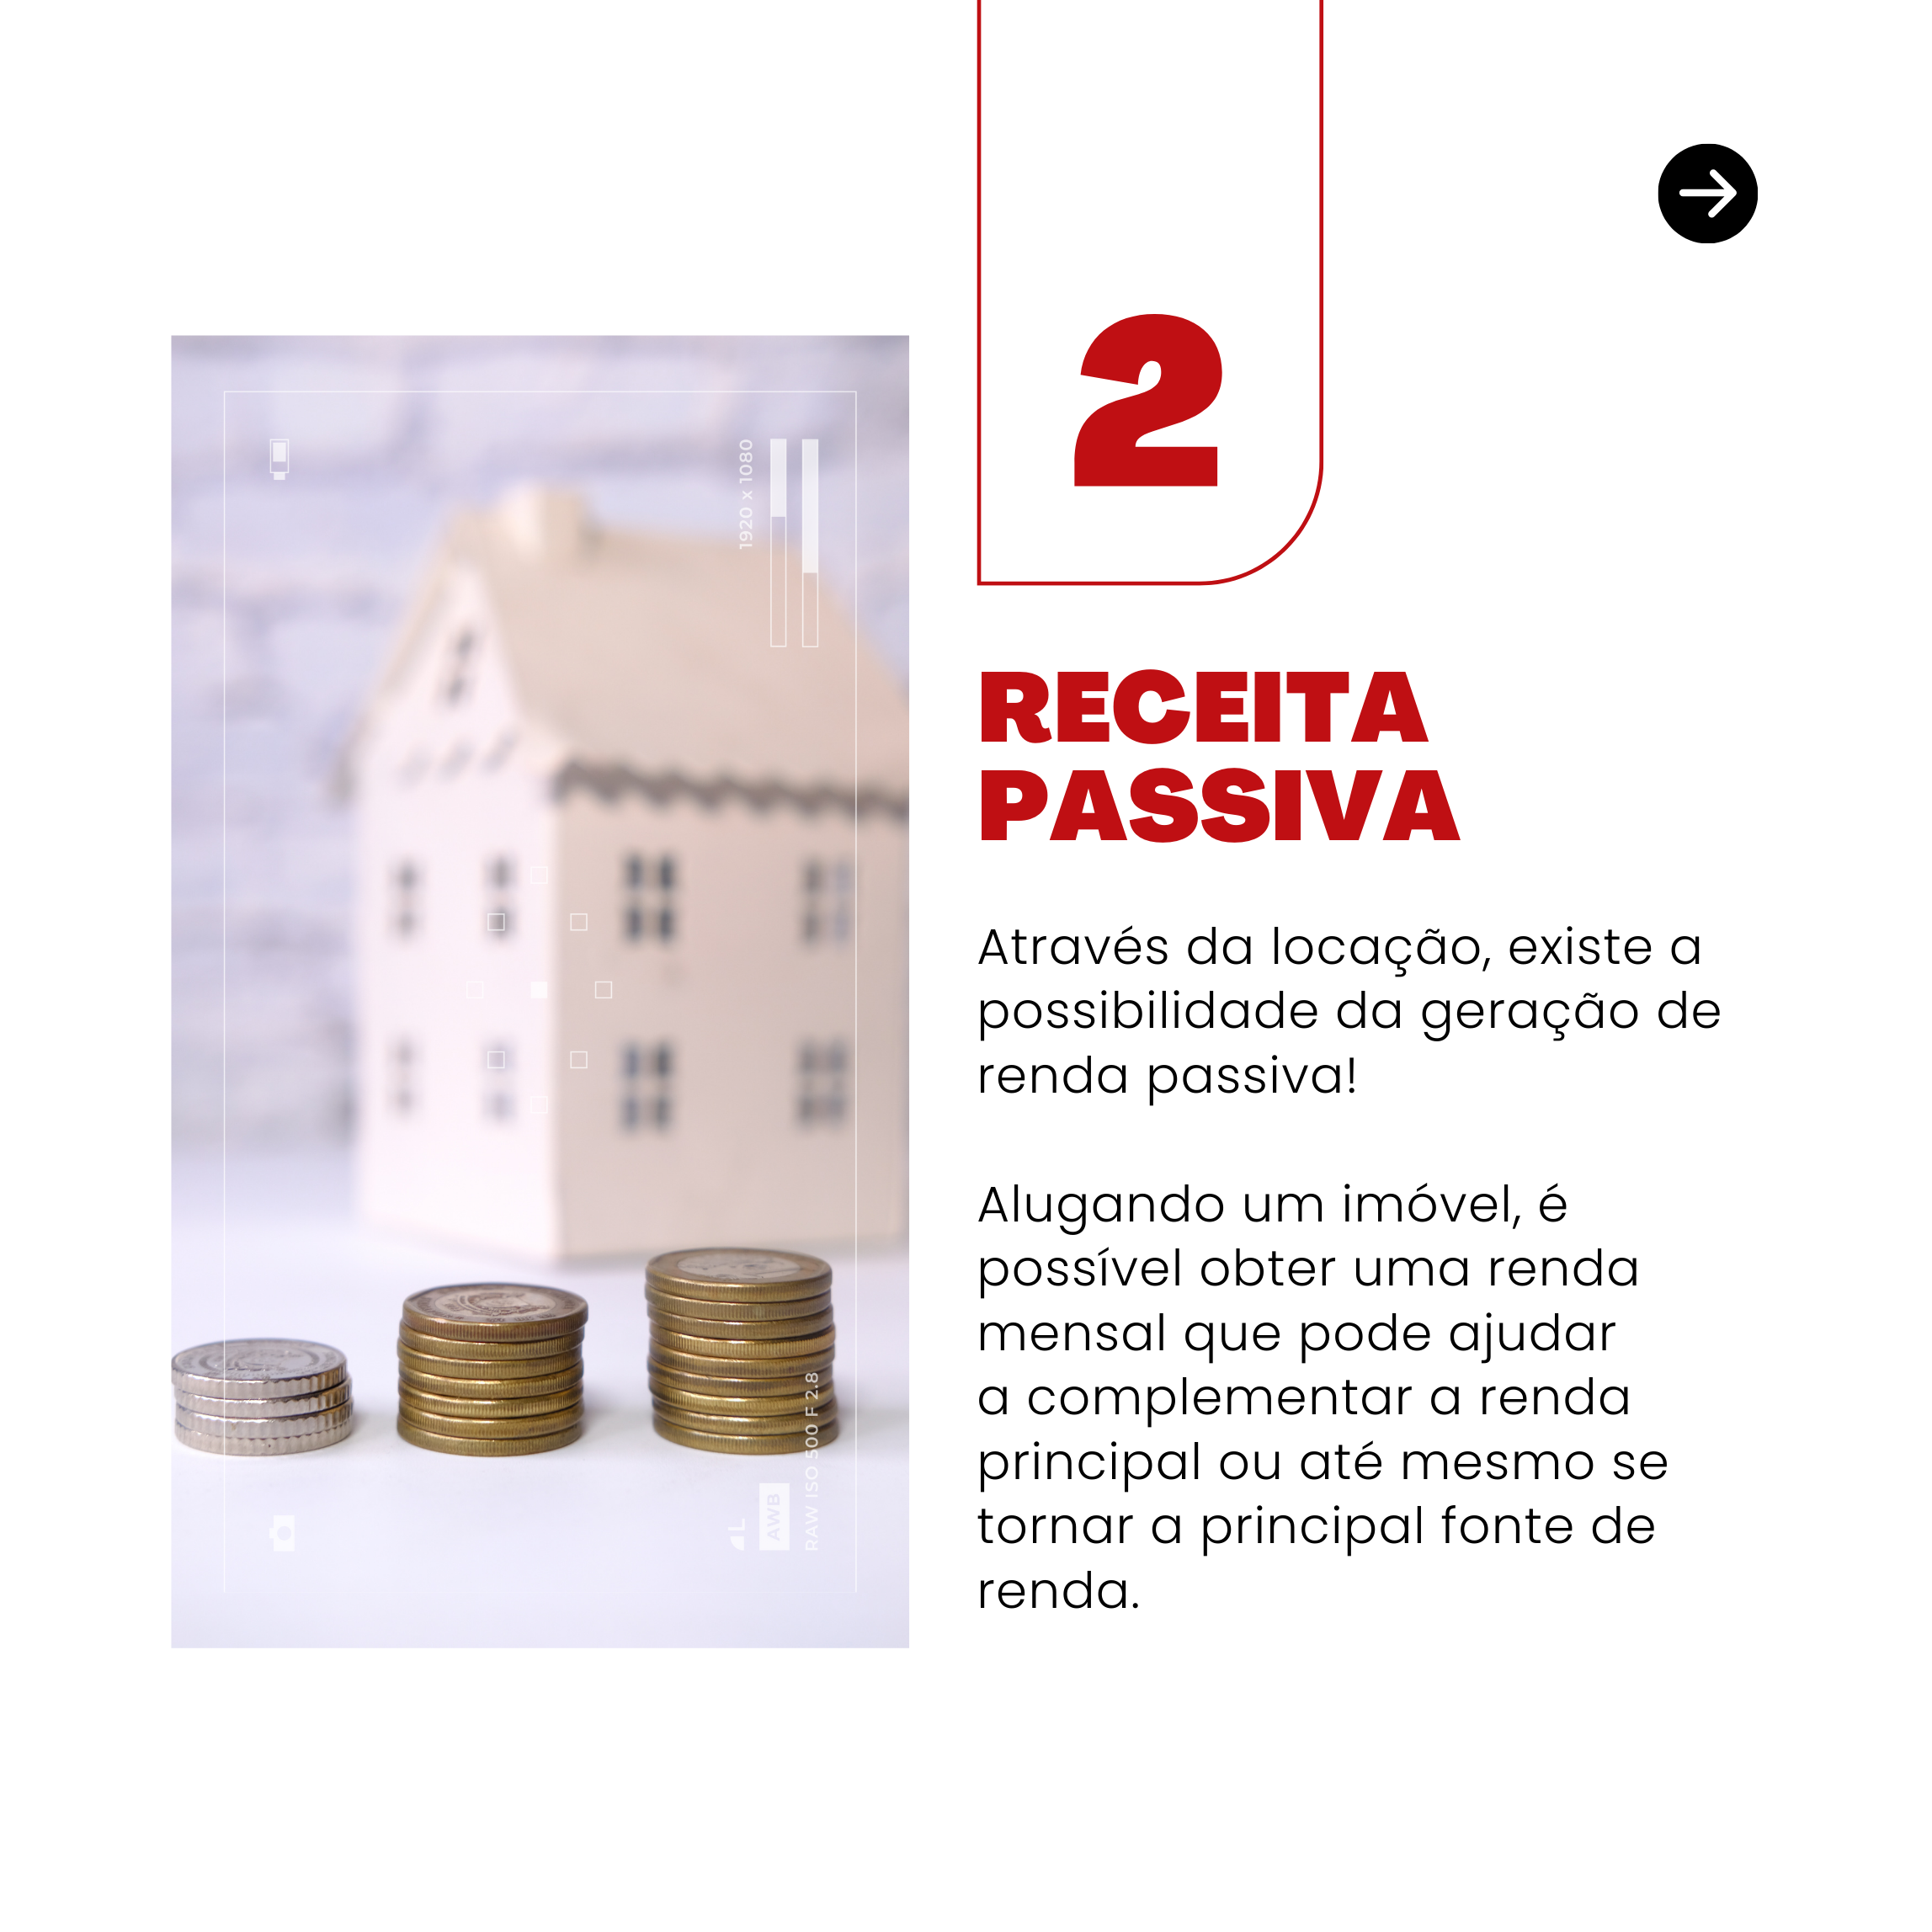 2
RECEITA
PASSIVA
Através da locação, existe a
possibilidade da geração de
renda passiva!
Alugando um imóvel, é
possível obter uma renda
mensal que pode ajudar
a complementar a renda
principal ou até mesmo se
tornar a principal fonte de
renda.
1920 x 1080
L
AWB
RAW ISO 500 F 2.8